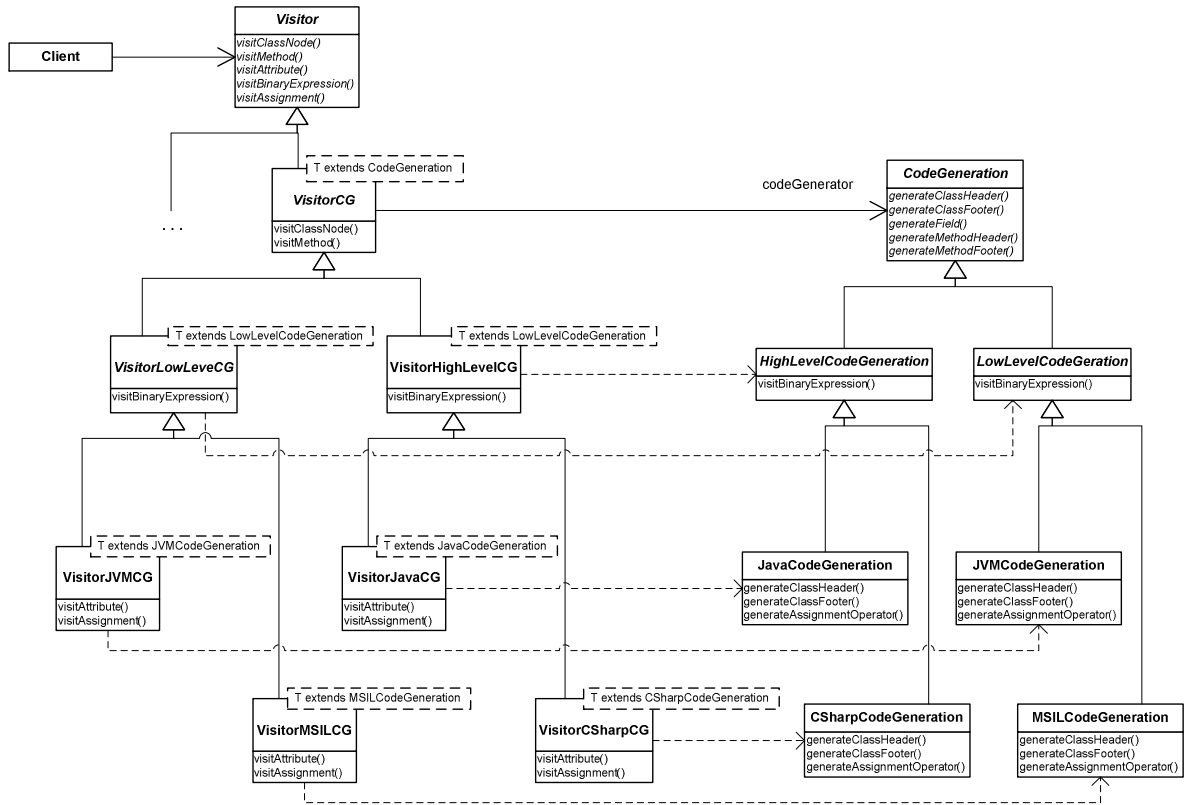 Visitor
visitClassNode()
visitMethod()
visitAttribute()
visitBinaryExpression()
visitAssignment()
Client
T extends CodeGeneration
VisitorCG
visitClassNode()
visitMethod()
. . .
codeGenerator
CodeGeneration
generateClassHeader()
generateClassFooter()
generateField()
generateMethodHeader()
generateMethodFooter()
T extends LowLevelCodeGeneration
VisitorLowLeveCG
visitBinaryExpression()
T extends LowLevelCodeGeneration
VisitorHighLevelCG
visitBinaryExpression()
HighLevelCodeGeneration
visitBinaryExpression()
LowLevelCodeGeration
visitBinaryExpression()
T extends JVMCodeGeneration
VisitorJVMCG
visitAttribute()
visitAssignment()
T extends JavaCodeGeneration
VisitorJavaCG
visitAttribute()
visitAssignment()
JavaCodeGeneration
generateClassHeader()
generateClassFooter()
generateAssignmentOperator()
JVMCodeGeneration
generateClassHeader()
generateClassFooter()
generateAssignmentOperator()
T extends MSILCodeGeneration
VisitorMSILCG
visitAttribute()
visitAssignment()
T extends CSharpCodeGeneration
VisitorCSharpCG
visitAttribute()
visitAssignment()
CSharpCodeGeneration
generateClassHeader()
generateClassFooter()
generateAssignmentOperator()
MSILCodeGeneration
generateClassHeader()
generateClassFooter()
generateAssignmentOperator()